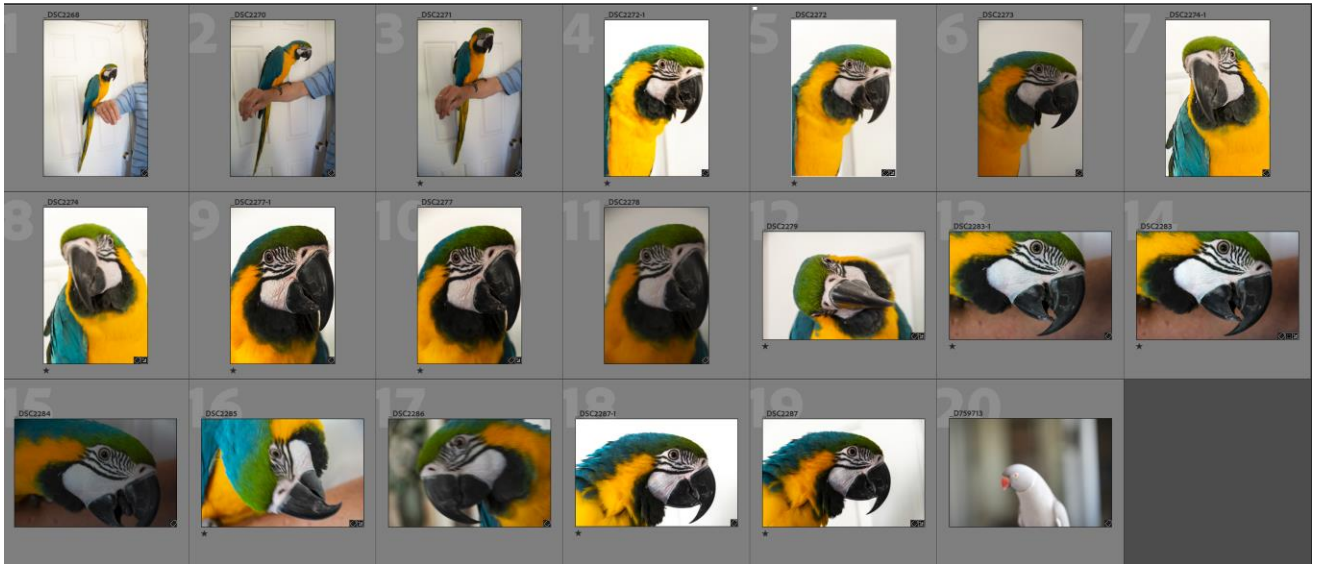 1 _DSC2268
2 _DSC2270
3 _DSC2271
4 _DSC2272-1
5 _DSC2272
6 _DSC2273
7 _DSC2274-1
8 _DSC2274
9 _DSC2277-1
10 _DSC2277
11 _DSC2278
12 _DSC2279
13 _DSC2283-1
14 _DSC2283
15 _DSC2284
16 _DSC2285
17 _DSC2286
18 _DSC2287-1
19 _DSC2287
20 _D759713